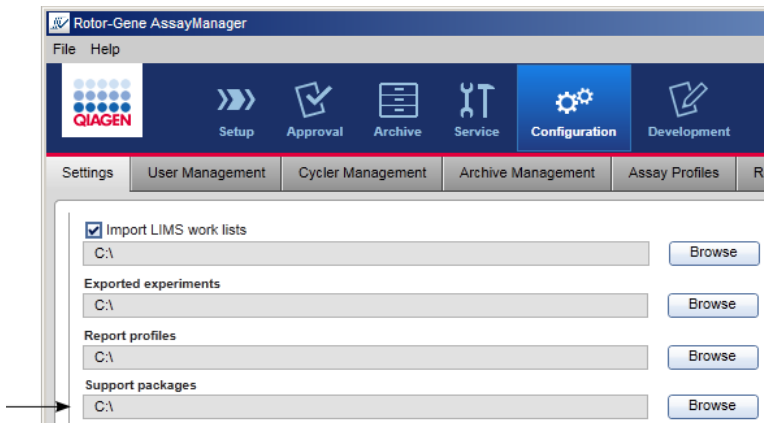 Rotor-Gene AssayManager
File Help
QIAGEN
Setup Approval Archive Service Configuration Development
Settings User Management Cycler Management Archive Management Assay Profiles R
Import LIMS work lists
C:\ Browse
Exported experiments
C:\ Browse
Report profiles
C:\ Browse
Support packages
C:\ Browse